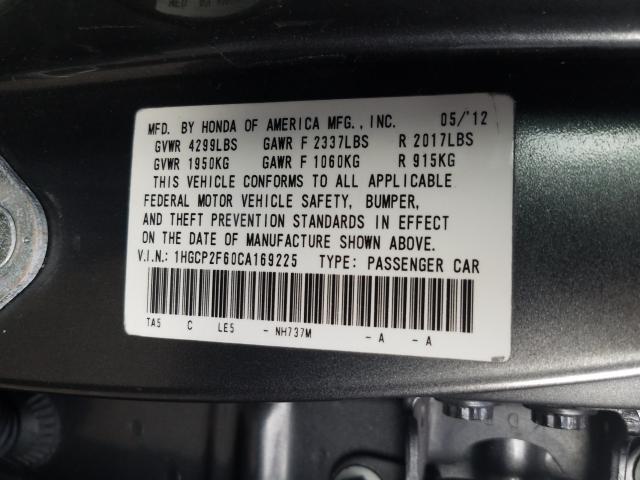 MFD. BY HONDA OF AMERICA MFG., INC. 05/'12
GVWR 4299LBS GAWR F 2337LBS R 2017LBS
GVWR 1950KG GAWR F 1060KG R 915KG
THIS VEHICLE CONFORMS TO ALL APPLICABLE
FEDERAL MOTOR VEHICLE SAFETY, BUMPER,
AND THEFT PREVENTION STANDARDS IN EFFECT
ON THE DATE OF MANUFACTURE SHOWN ABOVE.
V.I.N.: 1HGCP2F60CA169225 TYPE: PASSENGER CAR
TA5 C LE5 - NH737M - A - A